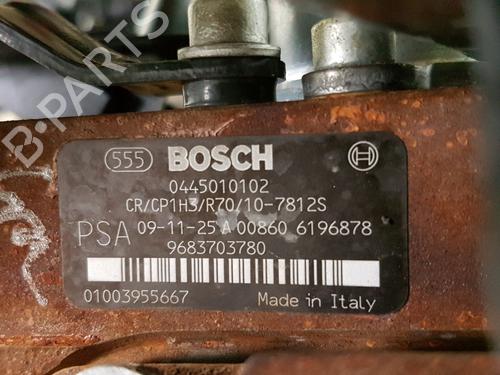 B-PARTS
555 BOSCH
0445010102
CR/CP1H3/R70/10-7812S
PSA 09-11-25 A 00860 6196878
9683703780
01003955667 Made in Italy